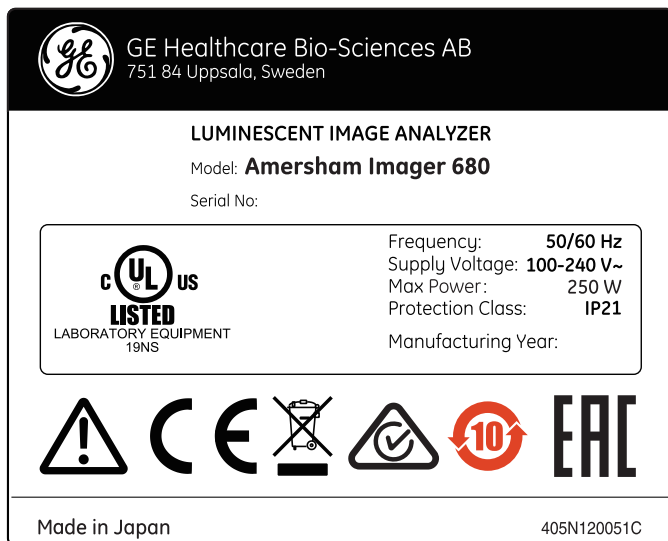 GE
GE Healthcare Bio-Sciences AB
751 84 Uppsala, Sweden
LUMINESCENT IMAGE ANALYZER
Model: Amersham Imager 680
Serial No:
C UL US
®
LISTED
LABORATORY EQUIPMENT
19NS
Frequency: 50/60 Hz
Supply Voltage: 100-240 V~
Max Power: 250 W
Protection Class: IP21
Manufacturing Year:
! CE 10 EAC
Made in Japan 405N120051C